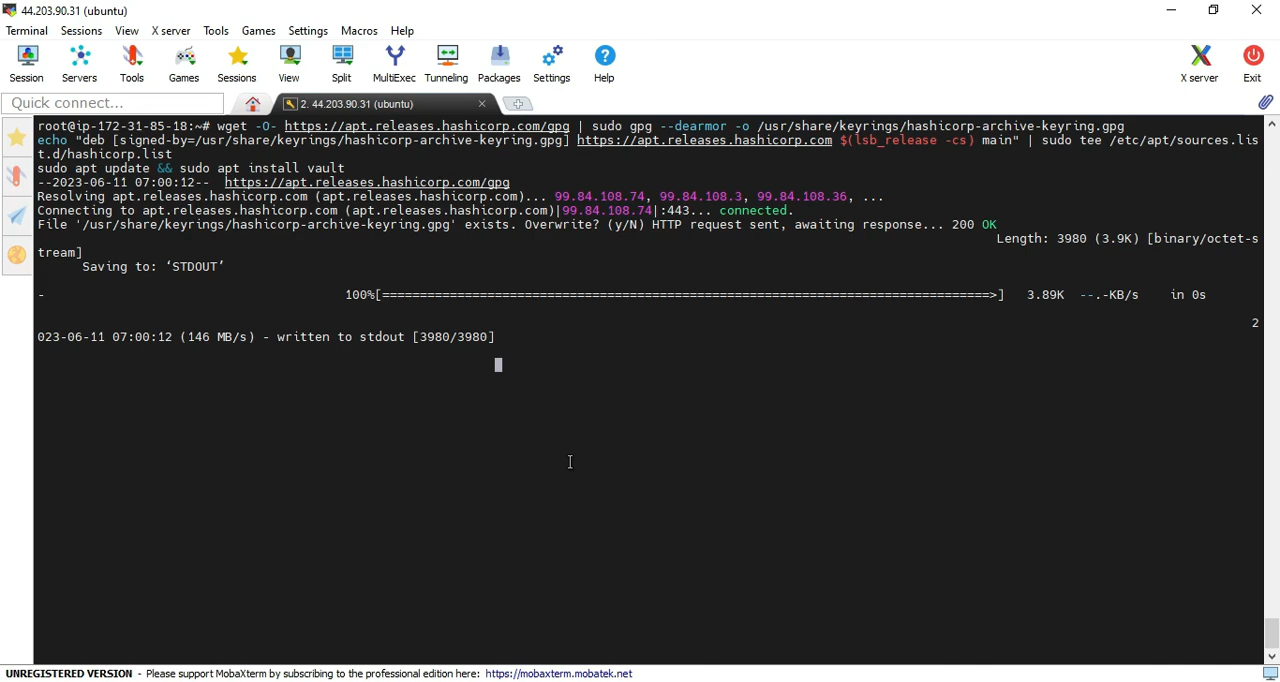 44.203.90.31 (ubuntu)
Terminal Sessions View X server Tools Games Settings Macros Help
Session Servers Tools Games Sessions View Split MultiExec Tunneling Packages Settings Help X server Exit
Quick connect... 2. 44.203.90.31 (ubuntu)
root@ip-172-31-85-18:~# wget -O- https://apt.releases.hashicorp.com/gpg | sudo gpg --dearmor -o /usr/share/keyrings/hashicorp-archive-keyring.gpg
echo "deb [signed-by=/usr/share/keyrings/hashicorp-archive-keyring.gpg] https://apt.releases.hashicorp.com $(lsb_release -cs) main" | sudo tee /etc/apt/sources.lis
t.d/hashicorp.list
sudo apt update && sudo apt install vault
--2023-06-11 07:00:12-- https://apt.releases.hashicorp.com/gpg
Resolving apt.releases.hashicorp.com (apt.releases.hashicorp.com)... 99.84.108.74, 99.84.108.3, 99.84.108.36, ...
Connecting to apt.releases.hashicorp.com (apt.releases.hashicorp.com)|99.84.108.74|:443... connected.
File '/usr/share/keyrings/hashicorp-archive-keyring.gpg' exists. Overwrite? (y/N) HTTP request sent, awaiting response... 200 OK
Length: 3980 (3.9K) [binary/octet-s
tream]
Saving to: ‘STDOUT’
- 100%[=================================================================================>] 3.89K --.-KB/s in 0s
2
023-06-11 07:00:12 (146 MB/s) - written to stdout [3980/3980]
UNREGISTERED VERSION - Please support MobaXterm by subscribing to the professional edition here: https://mobaxterm.mobatek.net